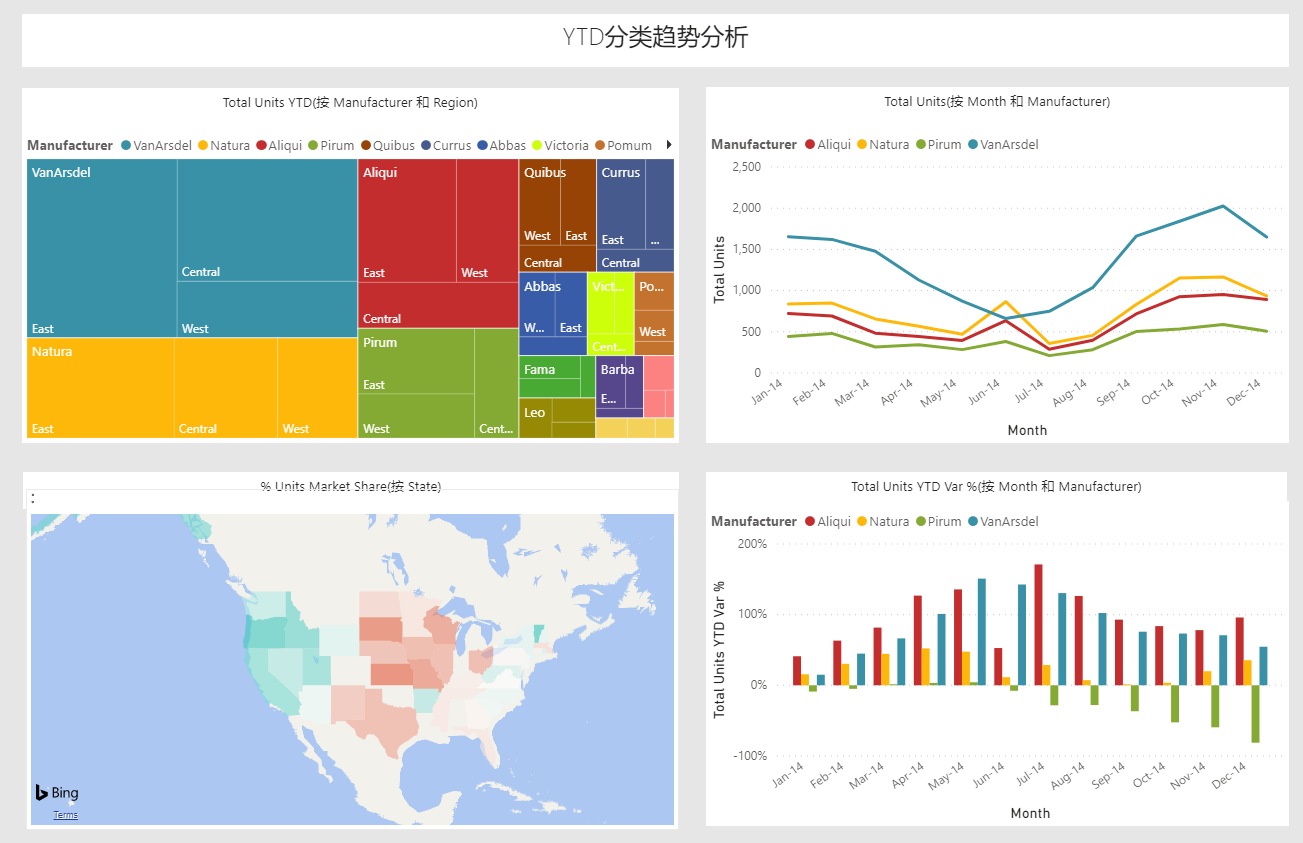 YTD分类趋势分析
Total Units YTD(按 Manufacturer 和 Region)
Manufacturer VanArsdel Natura Aliqui Pirum Quibus Currus Abbas Victoria Pomum
VanArsdel
East
Central
West
Natura
East
Central
West
Aliqui
East
West
Central
Pirum
East
West
Cent...
Quibus
West
East
Central
Currus
East
...
Central
Abbas
W...
East
Vict...
Cent...
Po...
West
Fama
Leo
Barba
E...
Total Units(按 Month 和 Manufacturer)
Manufacturer Aliqui Natura Pirum VanArsdel
Total Units
2,500
2,000
1,500
1,000
500
0
Jan-14 Feb-14 Mar-14 Apr-14 May-14 Jun-14 Jul-14 Aug-14 Sep-14 Oct-14 Nov-14 Dec-14
Month
% Units Market Share(按 State)
:
Bing
Terms
Total Units YTD Var %(按 Month 和 Manufacturer)
Manufacturer Aliqui Natura Pirum VanArsdel
Total Units YTD Var %
200%
100%
0%
-100%
Jan-14 Feb-14 Mar-14 Apr-14 May-14 Jun-14 Jul-14 Aug-14 Sep-14 Oct-14 Nov-14 Dec-14
Month